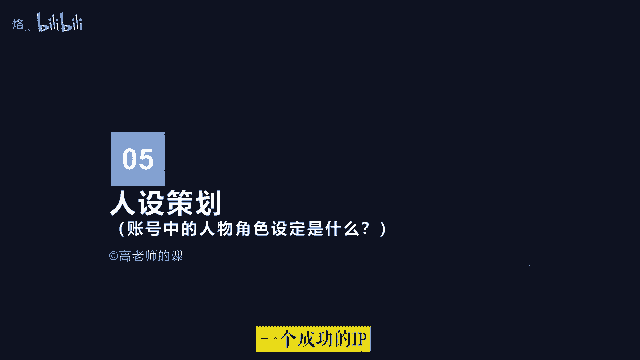 烙.. bilibili
05
人设策划
（账号中的人物角色设定是什么？）
©高老师的课
一个成功的IP